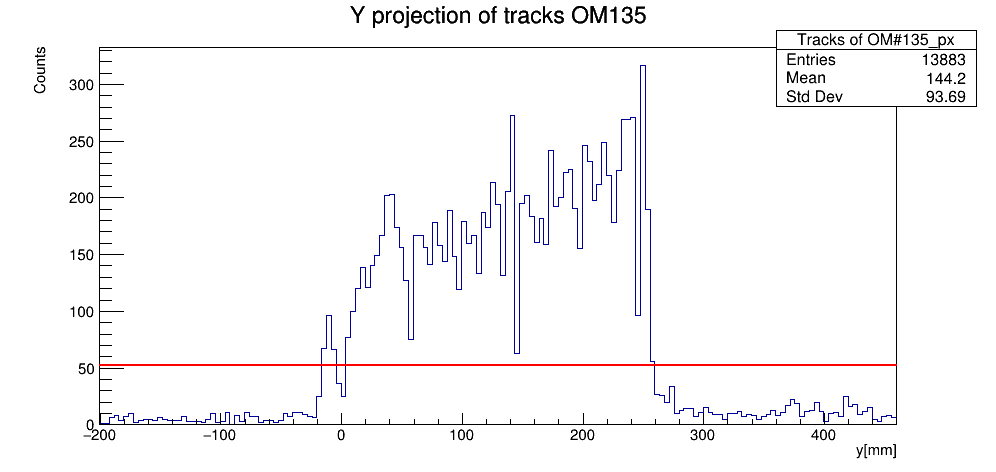 Y projection of tracks OM135
Tracks of OM#135_px
Entries 13883
Mean 144.2
Std Dev 93.69
Counts
300
250
200
150
100
50
0
−200 −100 0 100 200 300 400
y[mm]